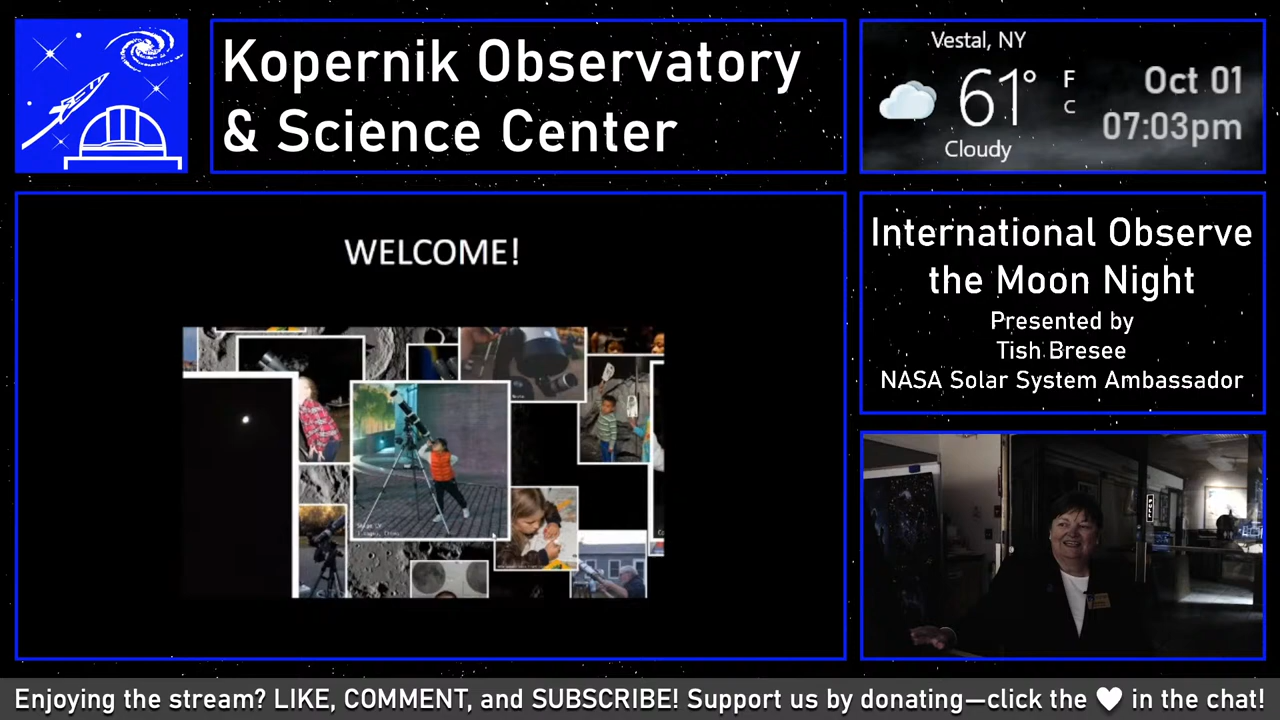 Kopernik Observatory
& Science Center
Vestal, NY
61° F
C
Cloudy
Oct 01
07:03pm
WELCOME!
International Observe
the Moon Night
Presented by
Tish Bresee
NASA Solar System Ambassador
PULL
Enjoying the stream? LIKE, COMMENT, and SUBSCRIBE! Support us by donating—click the ♥ in the chat!